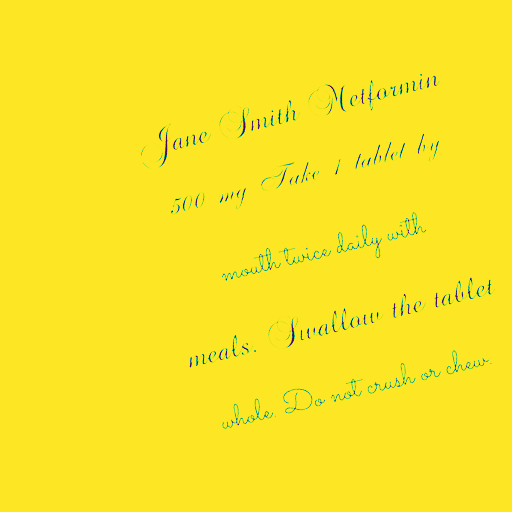 Jane Smith Metformin
500 mg Take 1 tablet by
mouth twice daily with
meals. Swallow the tablet
whole. Do not crush or chew.